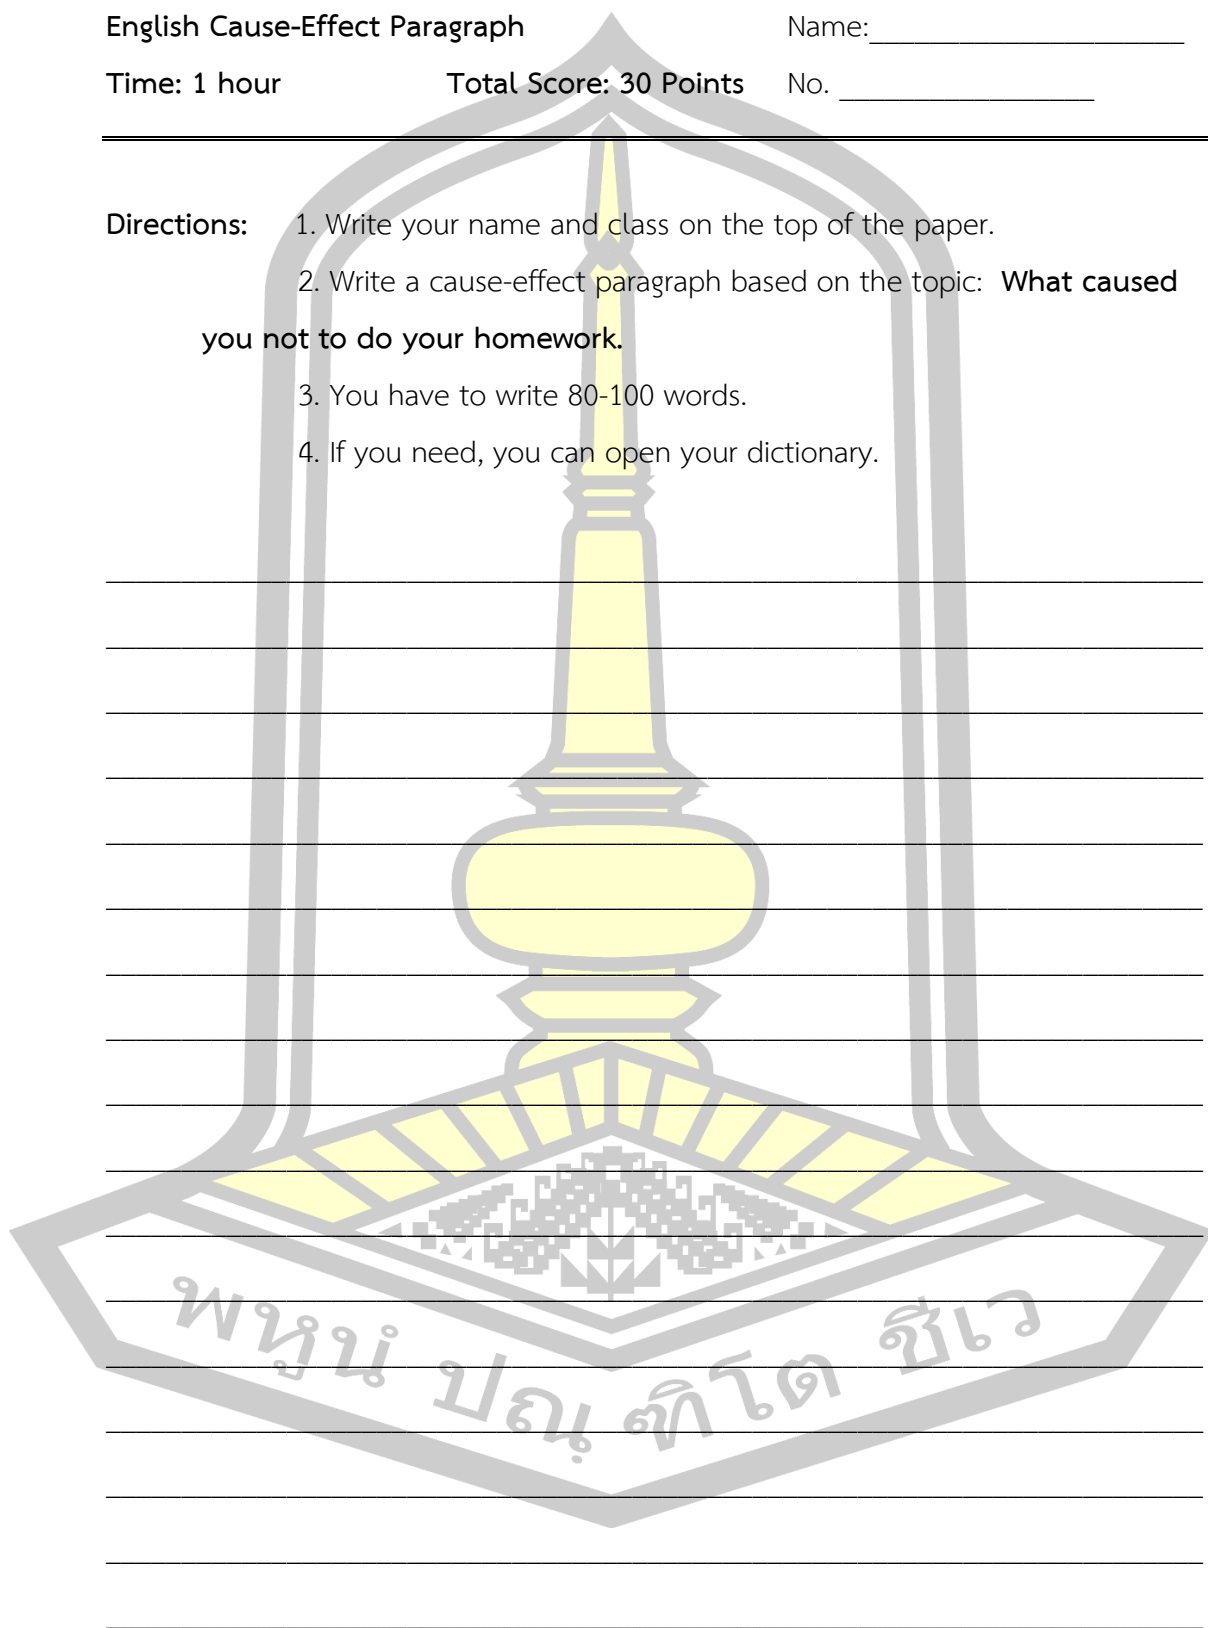 English Cause-Effect Paragraph Name:_____________________
Time: 1 hour Total Score: 30 Points No. _________________
Directions: 1. Write your name and class on the top of the paper.
2. Write a cause-effect paragraph based on the topic: What caused
you not to do your homework.
3. You have to write 80-100 words.
4. If you need, you can open your dictionary.
พหูนํ ปณฺฑิโต ชีเว